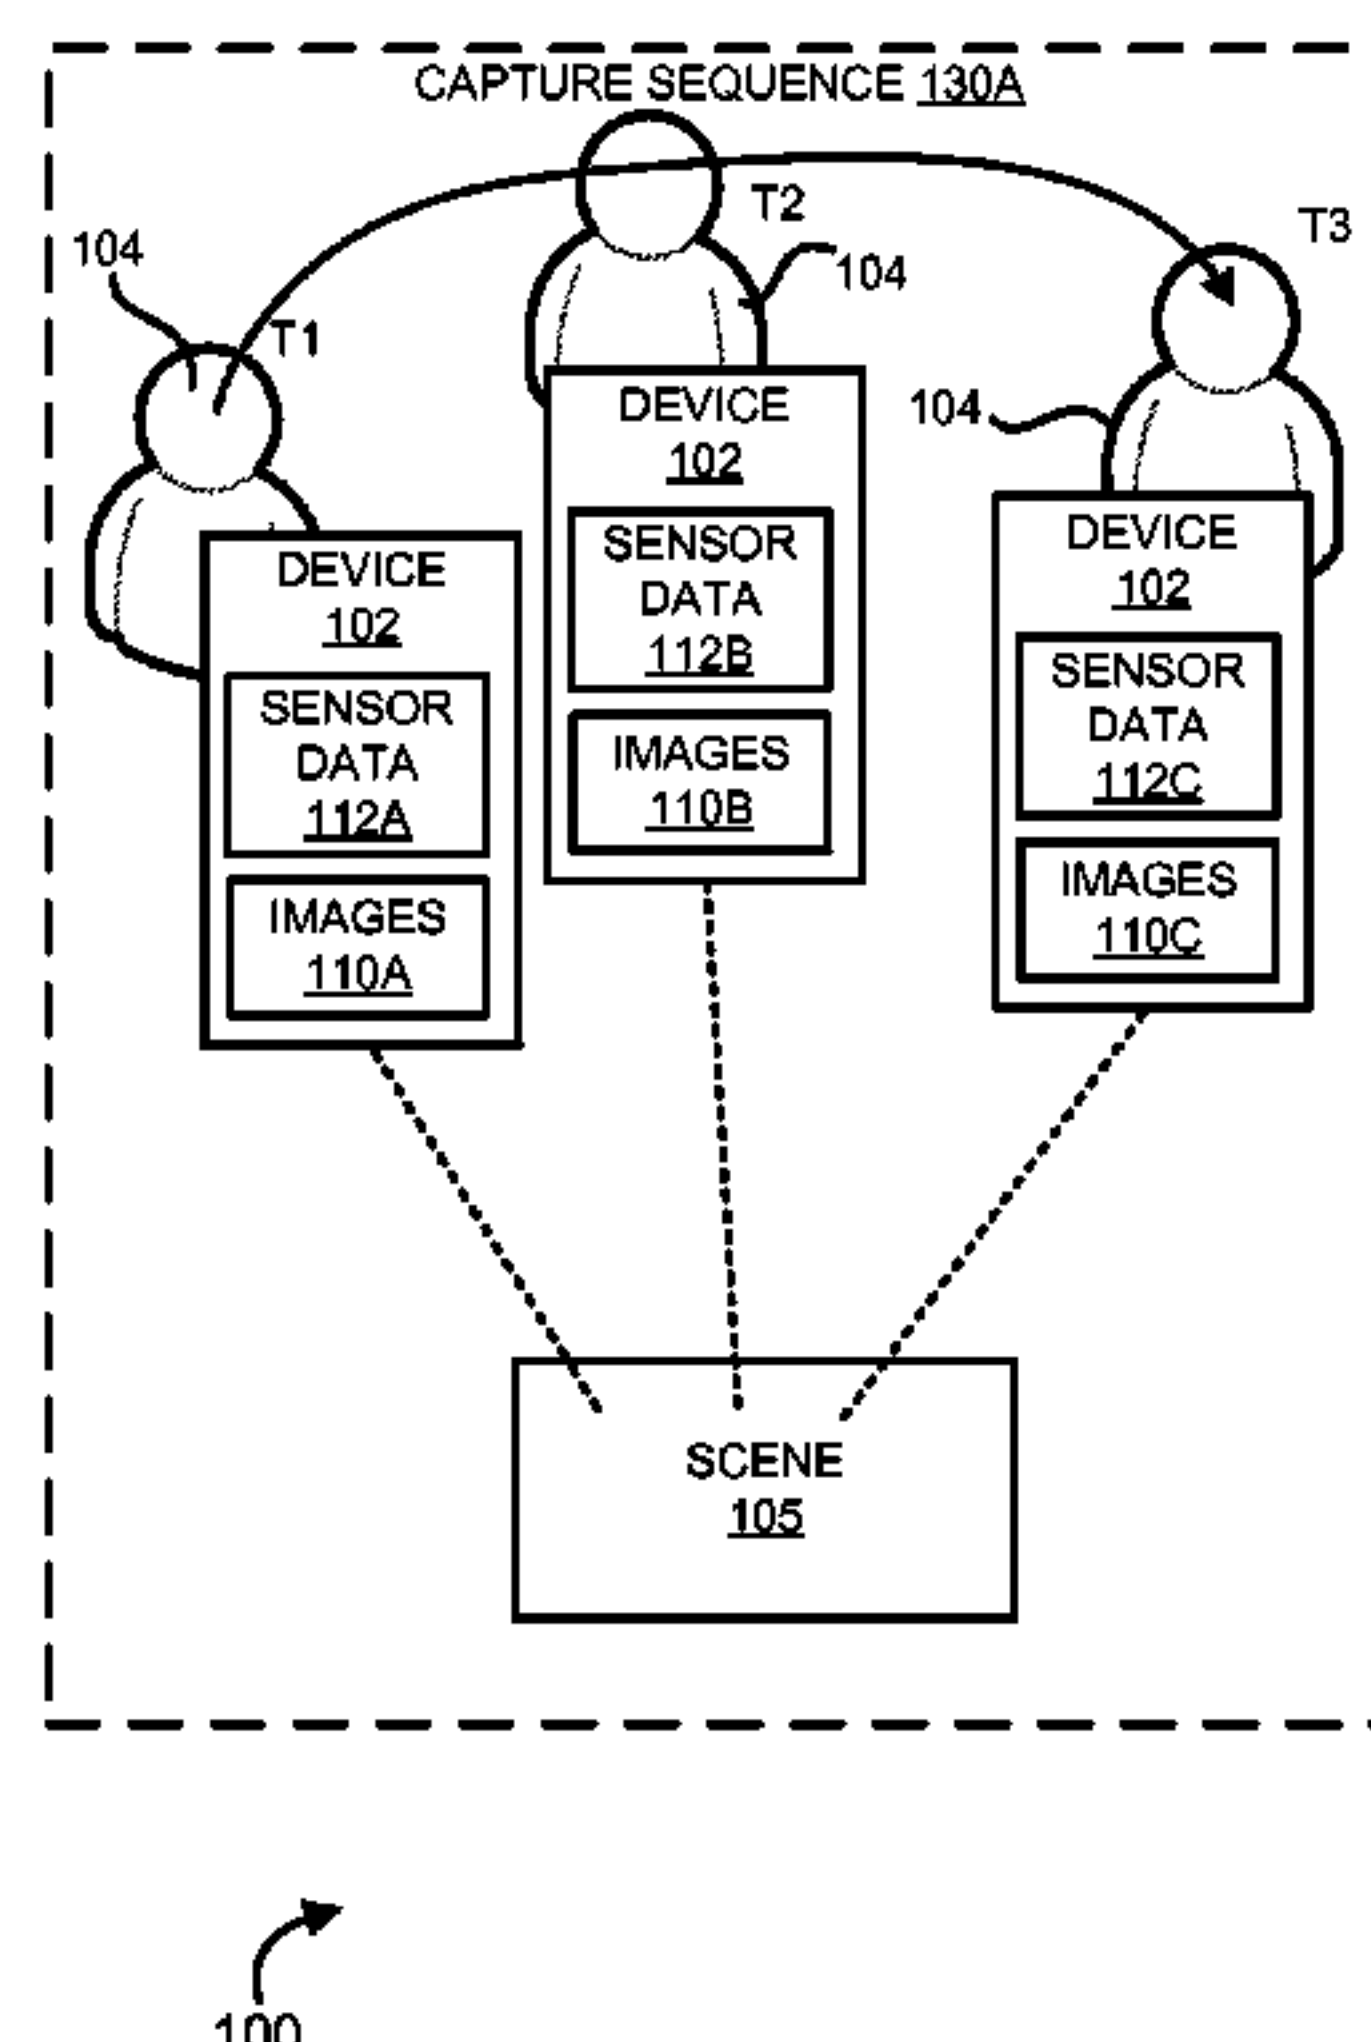 CAPTURE SEQUENCE 130A
T1
104
DEVICE
102
SENSOR
DATA
112A
IMAGES
110A
T2
104
DEVICE
102
SENSOR
DATA
112B
IMAGES
110B
T3
104
DEVICE
102
SENSOR
DATA
112C
IMAGES
110C
SCENE
105
100